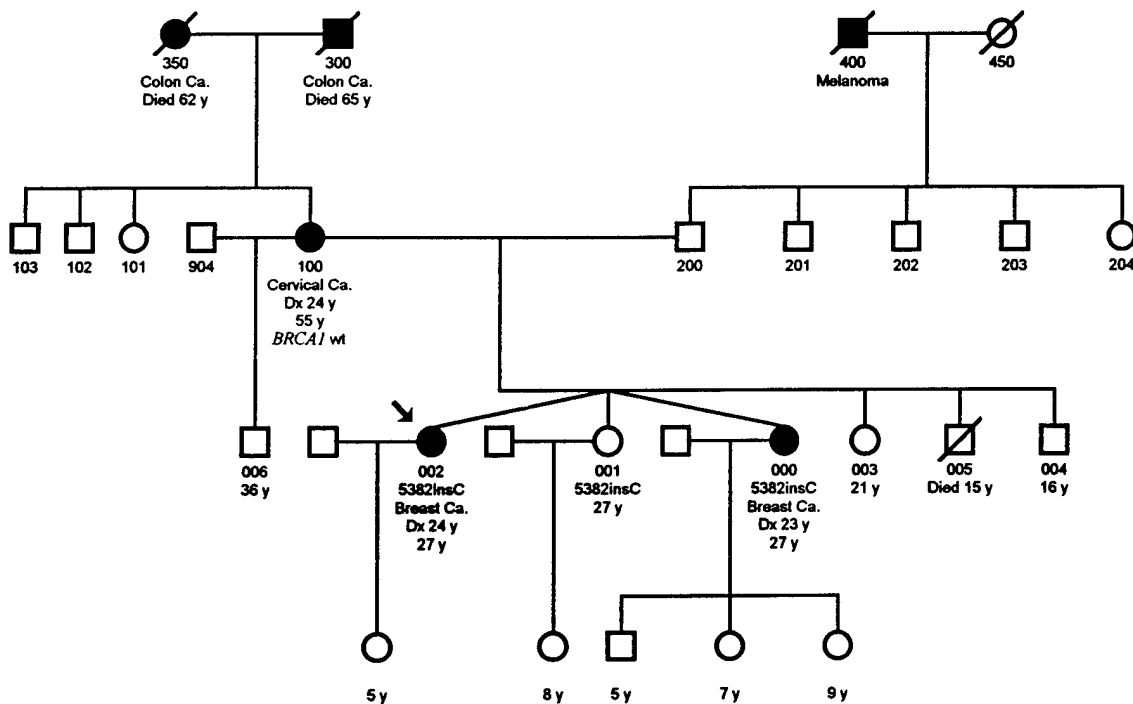 350
Colon Ca.
Died 62 y
300
Colon Ca.
Died 65 y
400
Melanoma
450
103
102
101
904
100
Cervical Ca.
Dx 24 y
55 y
BRCA1 wt
200
201
202
203
204
006
36 y
002
5382insC
Breast Ca.
Dx 24 y
27 y
001
5382insC
27 y
000
5382insC
Breast Ca.
Dx 23 y
27 y
003
21 y
005
Died 15 y
004
16 y
5 y
8 y
5 y
7 y
9 y